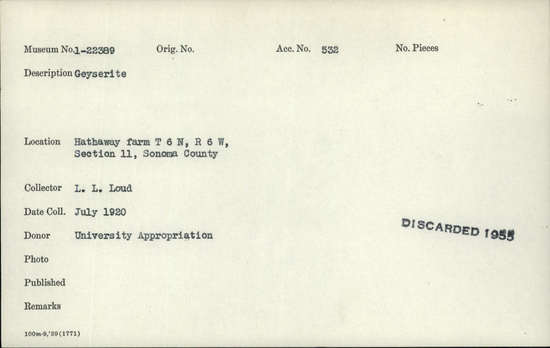 Museum No. 1-22389 Orig. No. Acc. No. 532 No. Pieces
Description Geyserite
Location Hathaway farm T 6 N, R 6 W,
Section 11, Sonoma County
Collector L. L. Loud
Date Coll. July 1920
Donor University Appropriation
DISCARDED 1955
Photo
Published
Remarks
100m-9,'29(1771)